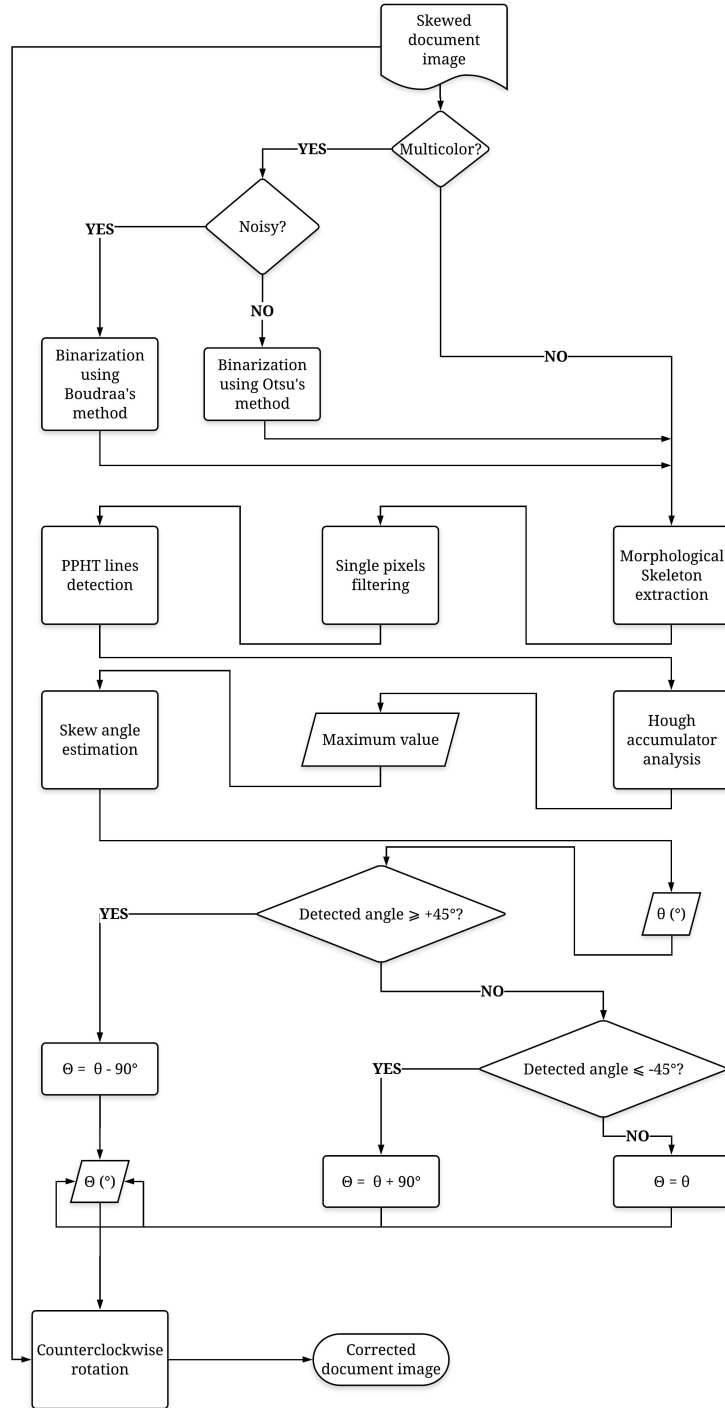 Skewed
document
image
Multicolor?
YES
Noisy?
YES
NO
Binarization
using
Boudraa's
method
Binarization
using Otsu's
method
NO
PPHT lines
detection
Single pixels
filtering
Morphological
Skeleton
extraction
Skew angle
estimation
Maximum value
Hough
accumulator
analysis
θ (°)
Detected angle ⩾ +45°?
YES
NO
Θ = θ - 90°
Detected angle ⩽ -45°?
YES
NO
Θ (°)
Θ = θ + 90°
Θ = θ
Counterclockwise
rotation
Corrected
document image